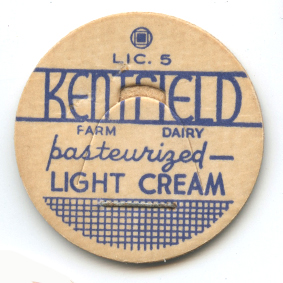 LIC. 5
KENTFIELD
FARM DAIRY
pasteurized—
LIGHT CREAM